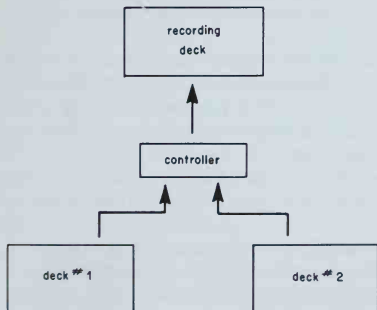 recording
deck
controller
deck # 1
deck # 2